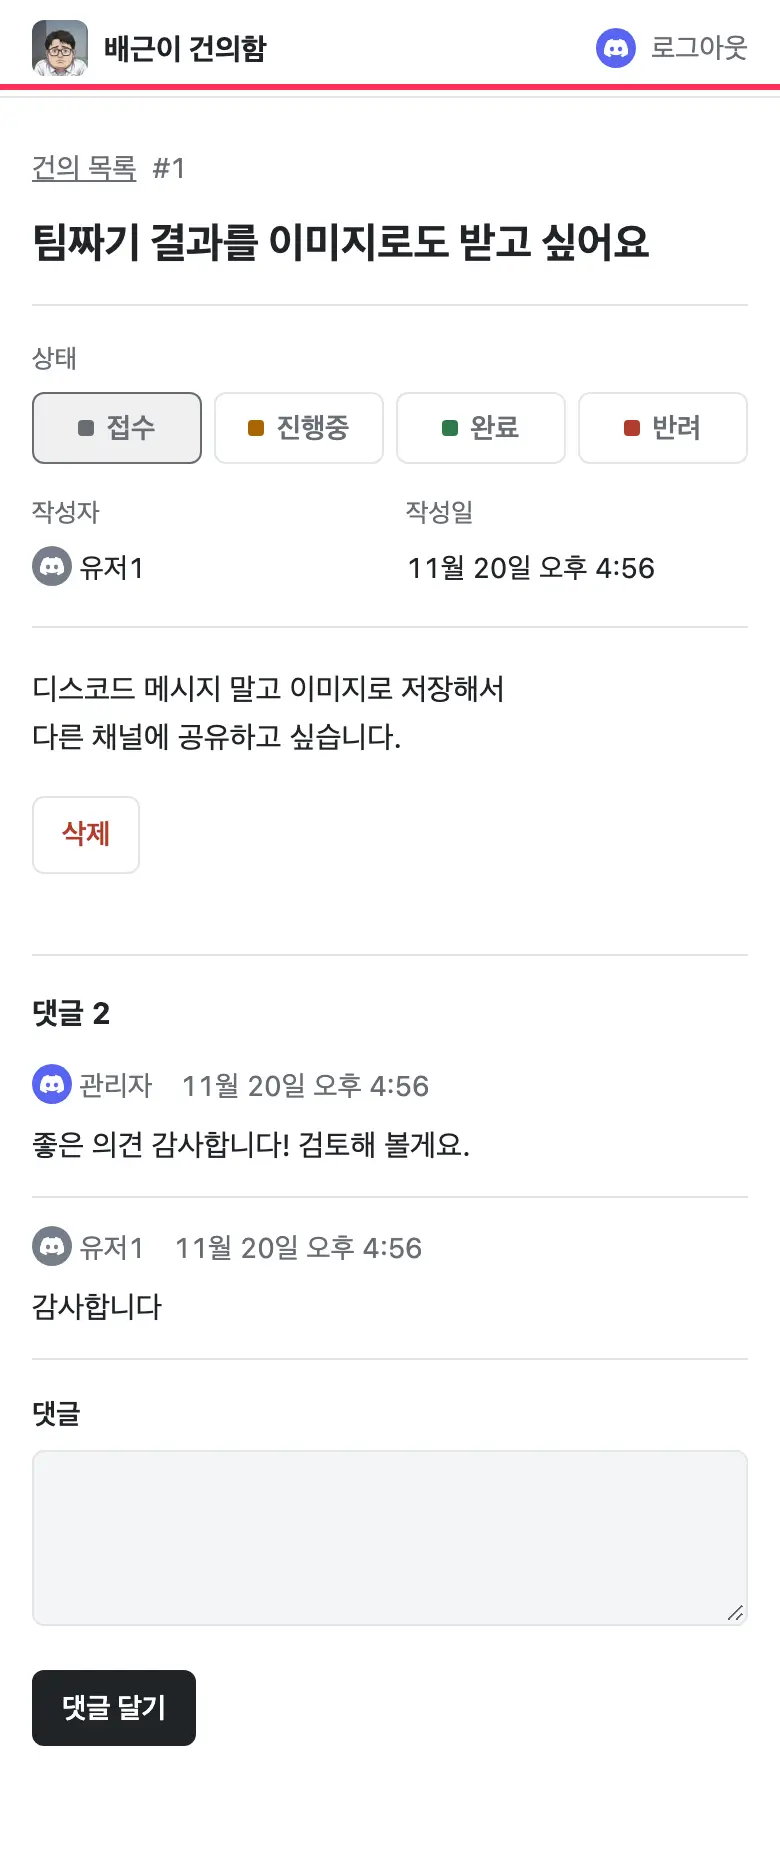 배근이 건의함
로그아웃
건의 목록 #1
팀짜기 결과를 이미지로도 받고 싶어요
상태
접수 진행중 완료 반려
작성자 작성일
유저1 11월 20일 오후 4:56
디스코드 메시지 말고 이미지로 저장해서
다른 채널에 공유하고 싶습니다.
삭제
댓글 2
관리자 11월 20일 오후 4:56
좋은 의견 감사합니다! 검토해 볼게요.
유저1 11월 20일 오후 4:56
감사합니다
댓글
댓글 달기